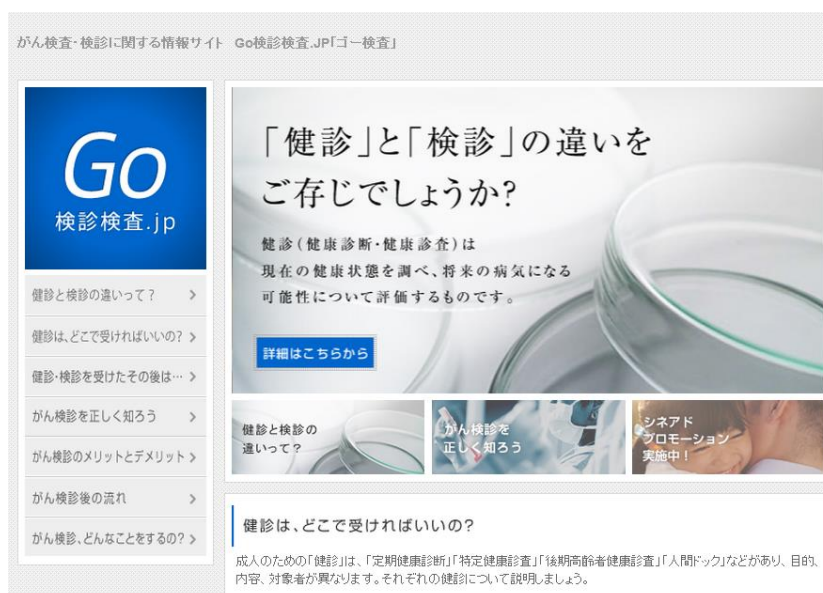 がん検査・検診に関する情報サイト Go検診検査.JP「ゴー検査」
Go
検診検査.jp
健診と検診の違いって？
健診は、どこで受ければいいの?
健診・検診を受けたその後は…
がん検診を正しく知ろう
がん検診のメリットとデメリット
がん検診後の流れ
がん検診、どんなことをするの?
「健診」と「検診」の違いを
ご存じでしょうか?
健診(健康診断・健康診査)は
現在の健康状態を調べ、将来の病気になる
可能性について評価するものです。
詳細はこちらから
健診と検診の
違いって？
がん検診を
正しく知ろう
シネアド
プロモーション
実施中！
健診は、どこで受ければいいの?
成人のための「健診」は、「定期健康診断」「特定健康診査」「後期高齢者健康診査」「人間ドック」などがあり、目的、
内容、対象者が異なります。それぞれの健診について説明しましょう。